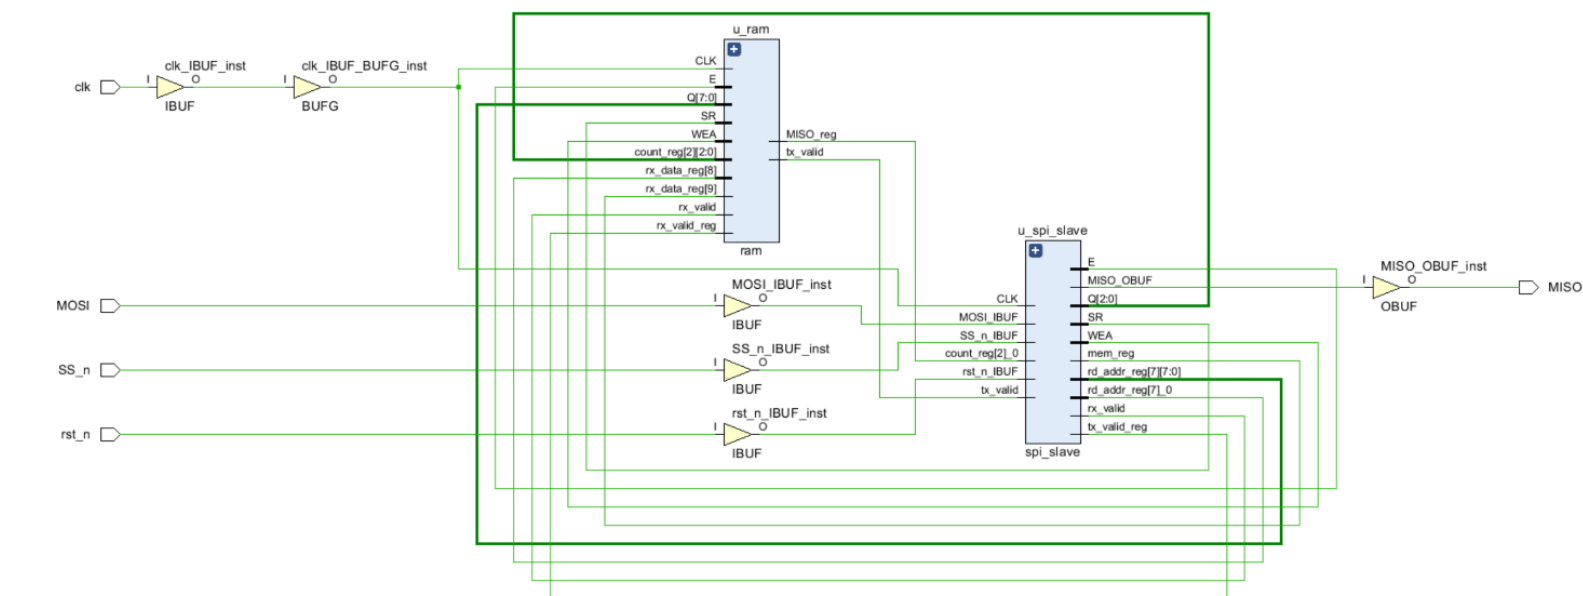 u_ram
clk_IBUF_inst
clk_IBUF_BUFG_inst
clk
I
O
IBUF
I
O
BUFG
CLK
E
Q[7:0]
SR
WEA
count_reg[2][2:0]
rx_data_reg[8]
rx_data_reg[9]
rx_valid
rx_valid_reg
MISO_reg
tx_valid
ram
u_spi_slave
MOSI
MOSI_IBUF_inst
I
O
IBUF
SS_n
SS_n_IBUF_inst
I
O
IBUF
rst_n
rst_n_IBUF_inst
I
O
IBUF
CLK
MOSI_IBUF
SS_n_IBUF
count_reg[2]_0
rst_n_IBUF
tx_valid
E
MISO_OBUF
Q[2:0]
SR
WEA
mem_reg
rd_addr_reg[7][7:0]
rd_addr_reg[7]_0
rx_valid
tx_valid_reg
spi_slave
MISO_OBUF_inst
I
O
OBUF
MISO